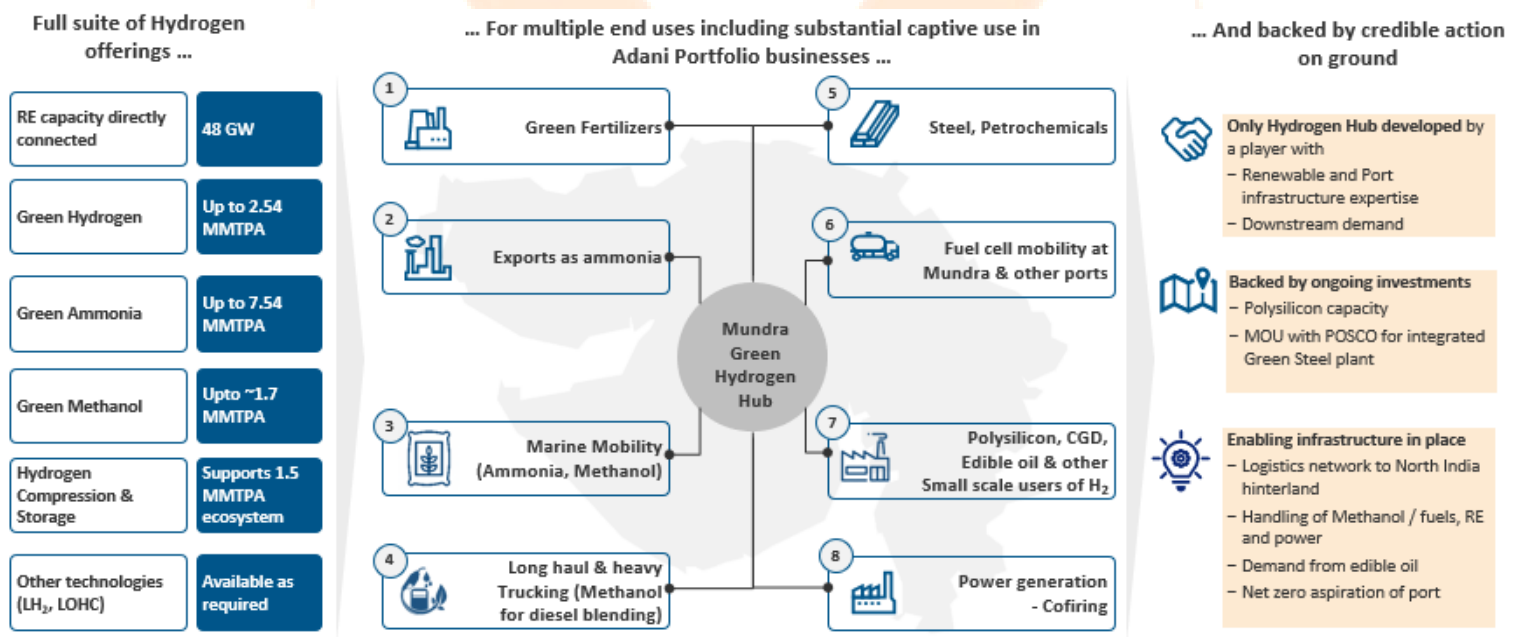 Full suite of Hydrogen
offerings ...
RE capacity directly
connected
48 GW
Green Hydrogen
Up to 2.54
MMTPA
Green Ammonia
Up to 7.54
MMTPA
Green Methanol
Upto ~1.7
MMTPA
Hydrogen
Compression &
Storage
Supports 1.5
MMTPA
ecosystem
Other technologies
(LH₂, LOHC)
Available as
required
... For multiple end uses including substantial captive use in
Adani Portfolio businesses ...
1
Green Fertilizers
2
Exports as ammonia
3
Marine Mobility
(Ammonia, Methanol)
4
Long haul & heavy
Trucking (Methanol
for diesel blending)
Mundra
Green
Hydrogen
Hub
5
Steel, Petrochemicals
6
Fuel cell mobility at
Mundra & other ports
7
Polysilicon, CGD,
Edible oil & other
Small scale users of H₂
8
Power generation
- Cofiring
... And backed by credible action
on ground
Only Hydrogen Hub developed by
a player with
– Renewable and Port
infrastructure expertise
– Downstream demand
Backed by ongoing investments
– Polysilicon capacity
– MOU with POSCO for integrated
Green Steel plant
Enabling infrastructure in place
– Logistics network to North India
hinterland
– Handling of Methanol / fuels, RE
and power
– Demand from edible oil
– Net zero aspiration of port